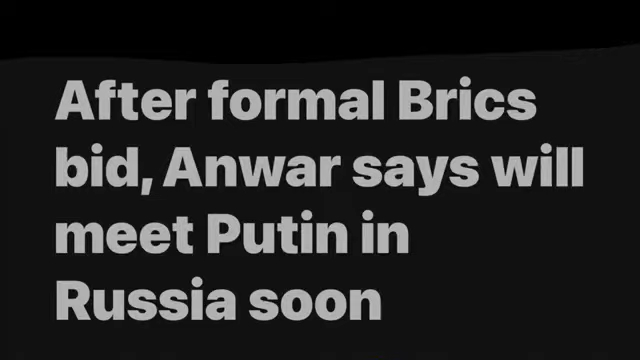 After formal Brics
bid, Anwar says will
meet Putin in
Russia soon